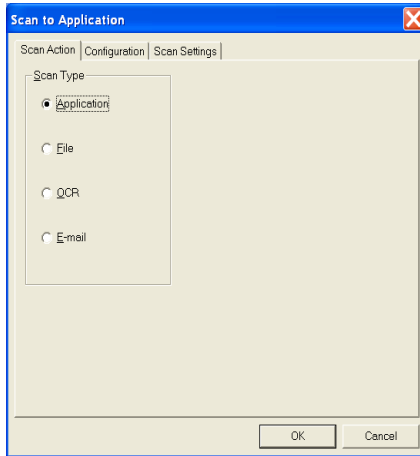 Scan to Application
Scan Action Configuration Scan Settings
Scan Type
Application
File
OCR
E-mail
OK Cancel